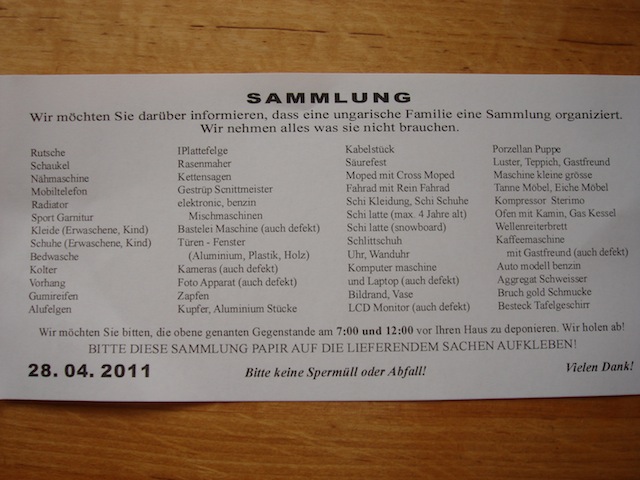 SAMMLUNG
Wir möchten Sie darüber informieren, dass eine ungarische Familie eine Sammlung organiziert.
Wir nehmen alles was sie nicht brauchen.
Rutsche
Schaukel
Nähmaschine
Mobiltelefon
Radiator
Sport Garnitur
Kleide (Erwaschene, Kind)
Schuhe (Erwaschene, Kind)
Bedwasche
Kolter
Vorhang
Gumireifen
Alufelgen
IPlattefelge
Rasenmaher
Kettensagen
Gestrüp Scnittmeister
elektronic, benzin
Mischmaschinen
Bastelei Maschine (auch defekt)
Türen - Fenster
(Aluminium, Plastik, Holz)
Kameras (auch defekt)
Foto Apparat (auch defekt)
Zapfen
Kupfer, Aluminium Stücke
Kabelstück
Säurefest
Moped mit Cross Moped
Fahrad mit Rein Fahrad
Schi Kleidung, Schi Schuhe
Schi latte (max. 4 Jahre alt)
Schi latte (snowboard)
Schlittschuh
Uhr, Wanduhr
Komputer maschine
und Laptop (auch defekt)
Bildrand, Vase
LCD Monitor (auch defekt)
Porzellan Puppe
Luster, Teppich, Gastfreund
Maschine kleine grösse
Tanne Möbel, Eiche Möbel
Kompressor Sterimo
Ofen mit Kamin, Gas Kessel
Wellenreiterbrett
Kaffeemaschine
mit Gastfreund (auch defekt)
Auto modell benzin
Aggregat Schweisser
Bruch gold Schmucke
Besteck Tafelgeschirr
Wir möchten Sie bitten, die obene genanten Gegenstande am 7:00 und 12:00 vor Ihren Haus zu deponieren. Wir holen ab!
BITTE DIESE SAMMLUNG PAPIR AUF DIE LIEFERENDEM SACHEN AUFKLEBEN!
28. 04. 2011 Bitte keine Spermüll oder Abfall! Vielen Dank!